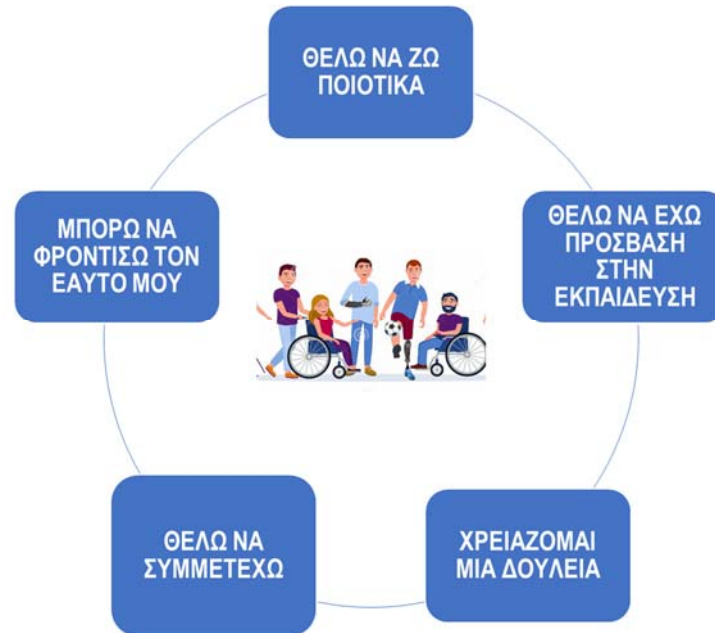 ΘΕΛΩ ΝΑ ΖΩ
ΠΟΙΟΤΙΚΑ
ΘΕΛΩ ΝΑ ΕΧΩ
ΠΡΟΣΒΑΣΗ
ΣΤΗΝ
ΕΚΠΑΙΔΕΥΣΗ
ΧΡΕΙΑΖΟΜΑΙ
ΜΙΑ ΔΟΥΛΕΙΑ
ΘΕΛΩ ΝΑ
ΣΥΜΜΕΤΕΧΩ
ΜΠΟΡΩ ΝΑ
ΦΡΟΝΤΙΣΩ ΤΟΝ
ΕΑΥΤΟ ΜΟΥ